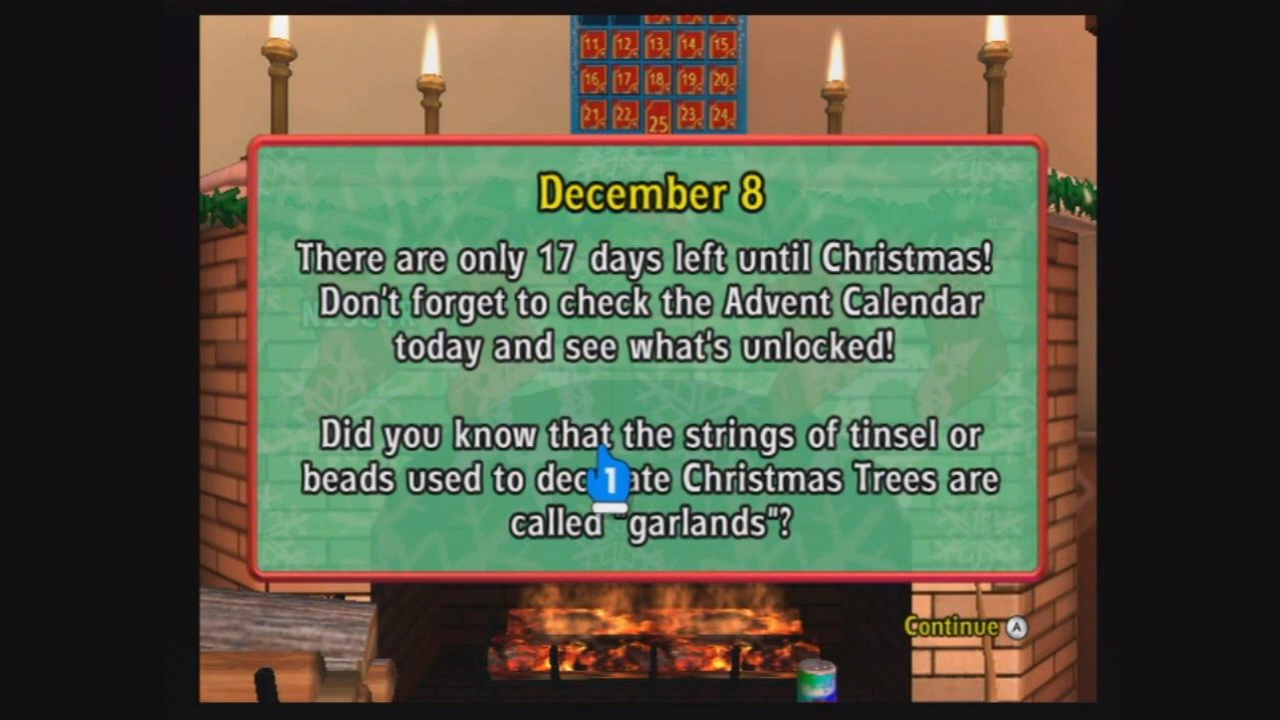 11 12 13 14 15
16 17 18 19 20
21 22 25 23 24
December 8
There are only 17 days left until Christmas!
Don't forget to check the Advent Calendar
today and see what's unlocked!
Did you know that the strings of tinsel or
beads used to decorate Christmas Trees are
called "garlands"?
1
Continue A